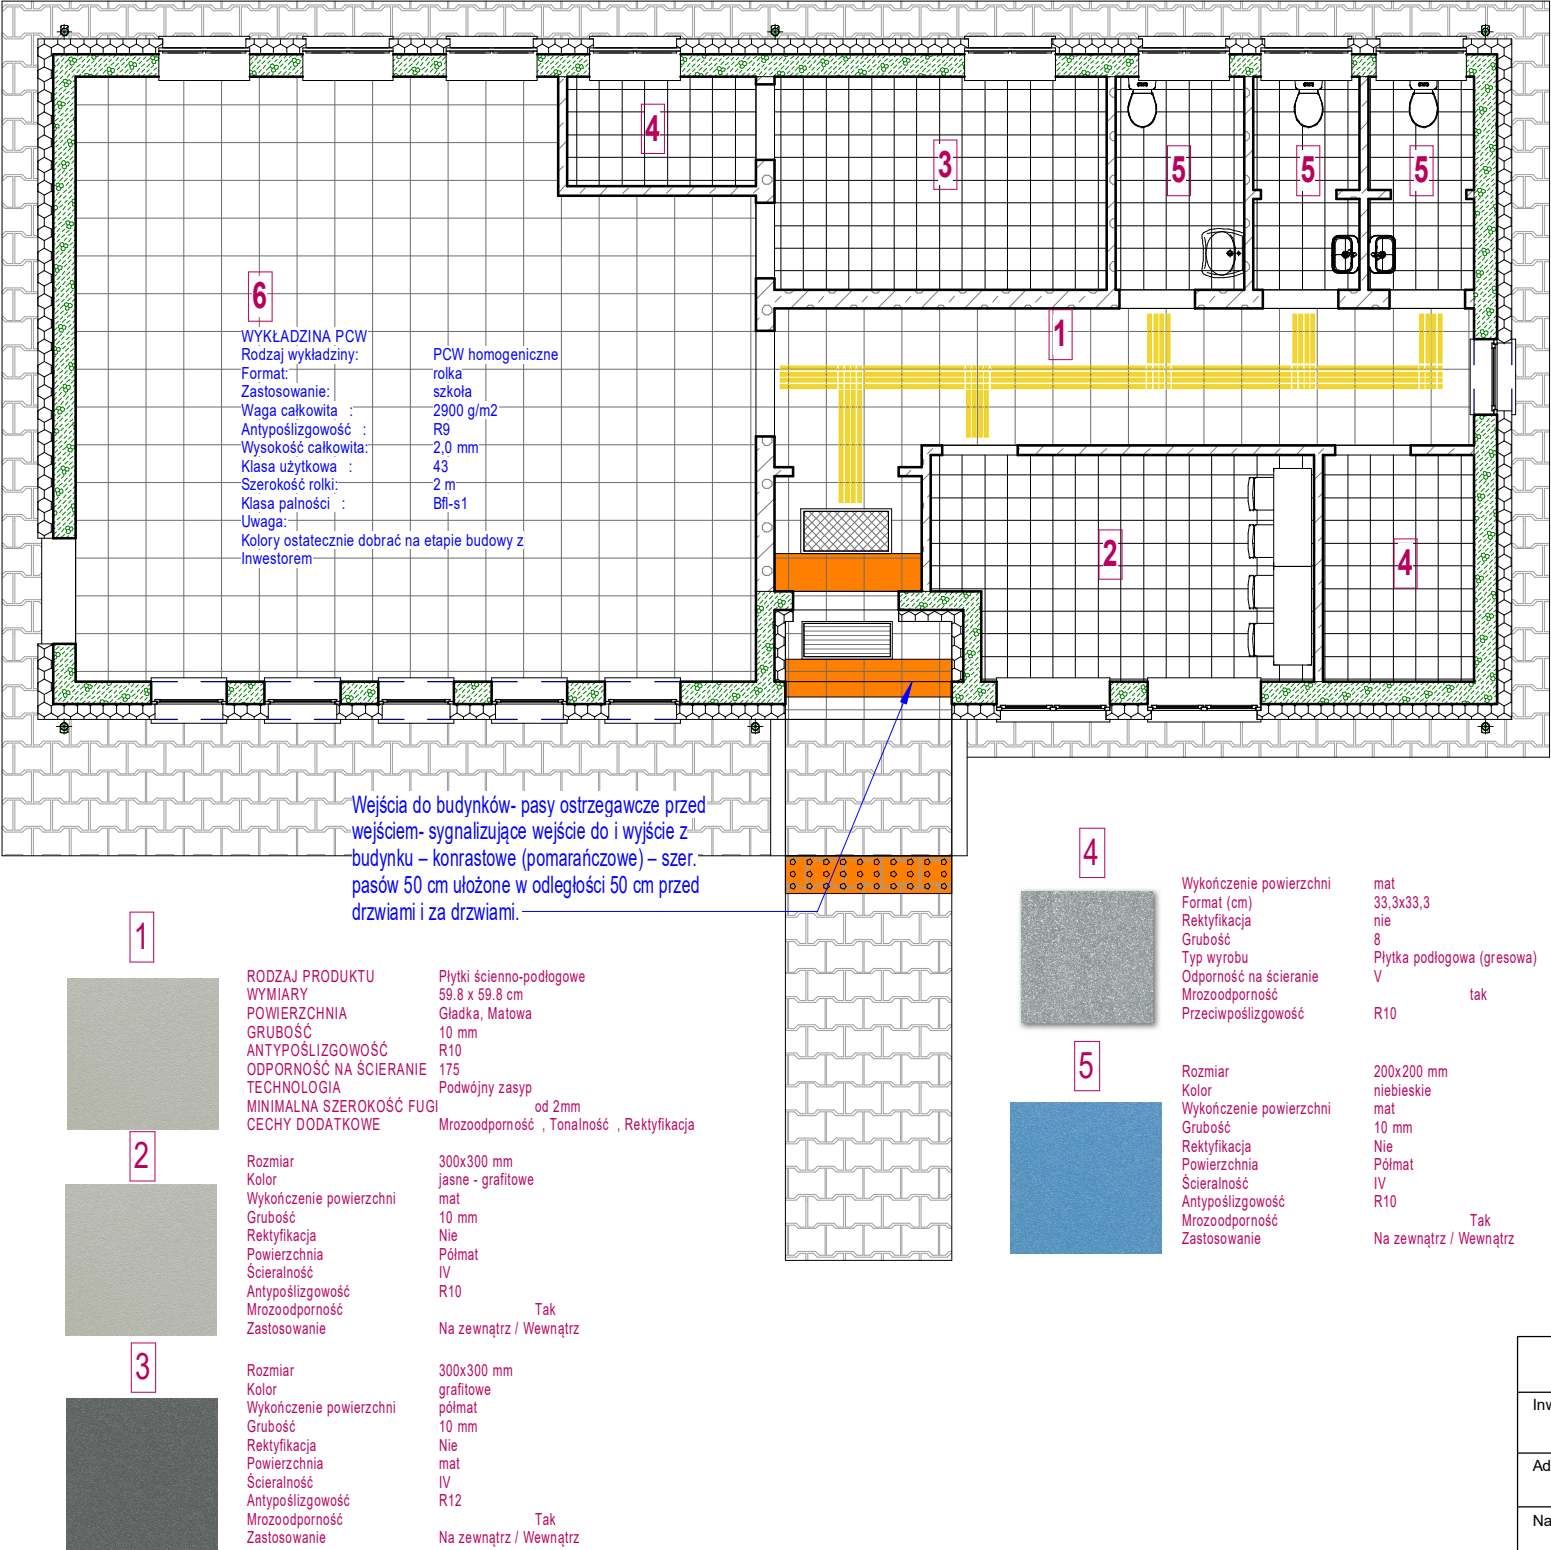 4
3
5
5
5
6
1
WYKŁADZINA PCW
Rodzaj wykładziny: PCW homogeniczne
Format: rolka
Zastosowanie: szkoła
Waga całkowita : 2900 g/m2
Antypoślizgowość : R9
Wysokość całkowita: 2,0 mm
Klasa użytkowa : 43
Szerokość rolki: 2 m
Klasa palności : Bfl-s1
Uwaga:
Kolory ostatecznie dobrać na etapie budowy z
Inwestorem
2
4
Wejścia do budynków- pasy ostrzegawcze przed
wejściem- sygnalizujące wejście do i wyjście z
budynku – konrastowe (pomarańczowe) – szer.
pasów 50 cm ułożone w odległości 50 cm przed
drzwiami i za drzwiami.
1
RODZAJ PRODUKTU Płytki ścienno-podłogowe
WYMIARY 59.8 x 59.8 cm
POWIERZCHNIA Gładka, Matowa
GRUBOŚĆ 10 mm
ANTYPOŚLIZGOWOŚĆ R10
ODPORNOŚĆ NA ŚCIERANIE 175
TECHNOLOGIA Podwójny zasyp
MINIMALNA SZEROKOŚĆ FUGI od 2mm
CECHY DODATKOWE Mrozoodporność , Tonalność , Rektyfikacja
2
Rozmiar 300x300 mm
Kolor jasne - grafitowe
Wykończenie powierzchni mat
Grubość 10 mm
Rektyfikacja Nie
Powierzchnia Półmat
Ścieralność IV
Antypoślizgowość R10
Mrozoodporność Tak
Zastosowanie Na zewnątrz / Wewnątrz
3
Rozmiar 300x300 mm
Kolor grafitowe
Wykończenie powierzchni półmat
Grubość 10 mm
Rektyfikacja Nie
Powierzchnia mat
Ścieralność IV
Antypoślizgowość R12
Mrozoodporność Tak
Zastosowanie Na zewnątrz / Wewnątrz
4
Wykończenie powierzchni mat
Format (cm) 33,3x33,3
Rektyfikacja nie
Grubość 8
Typ wyrobu Płytka podłogowa (gresowa)
Odporność na ścieranie V
Mrozoodporność tak
Przeciwpoślizgowość R10
5
Rozmiar 200x200 mm
Kolor niebieskie
Wykończenie powierzchni mat
Grubość 10 mm
Rektyfikacja Nie
Powierzchnia Półmat
Ścieralność IV
Antypoślizgowość R10
Mrozoodporność Tak
Zastosowanie Na zewnątrz / Wewnątrz